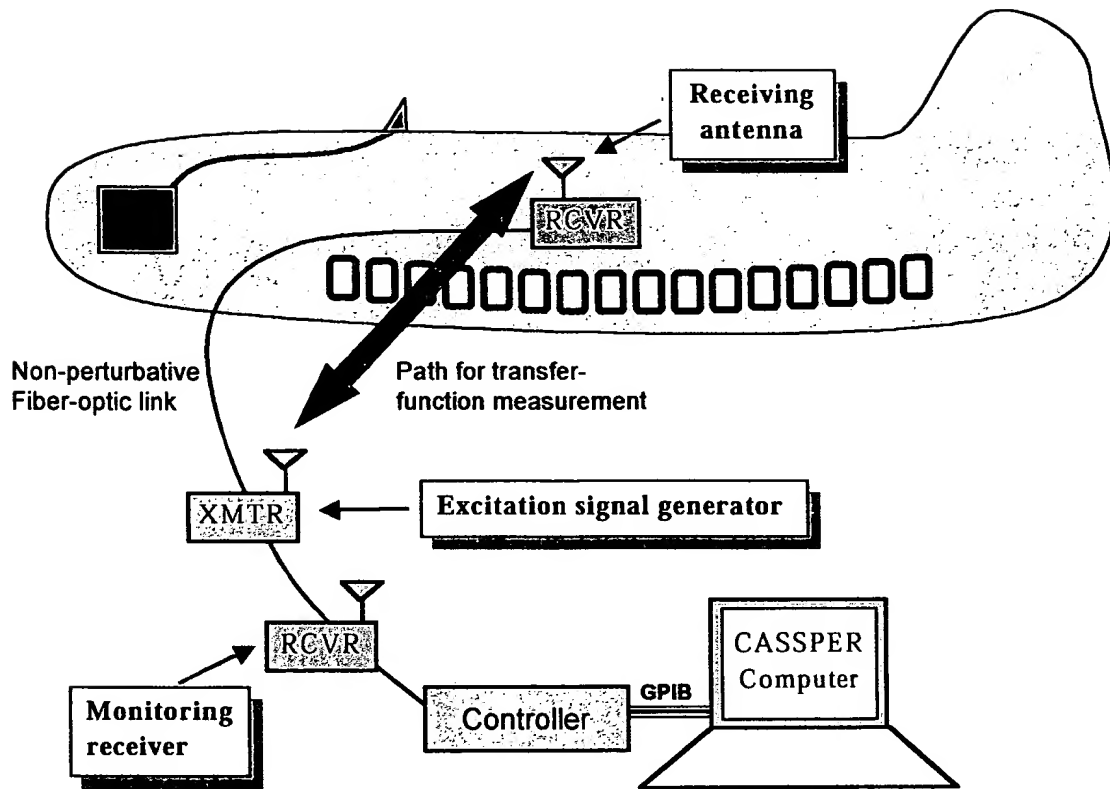 Receiving
antenna
RCVR
Non-perturbative
Fiber-optic link
Path for transfer-
function measurement
XMTR
Excitation signal generator
RCVR
Monitoring
receiver
Controller
GPIB
CASSPER
Computer